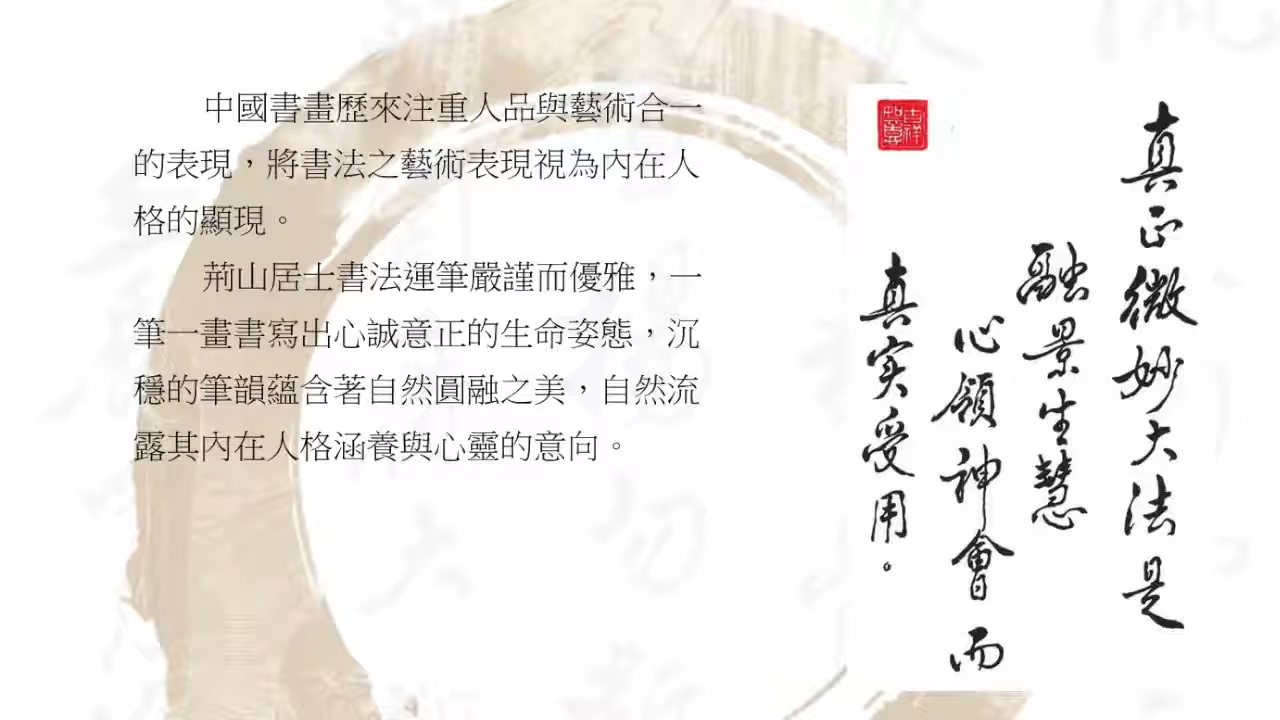 中國書畫歷來注重人品與藝術合一
的表現，將書法之藝術表現視為內在人
格的顯現。
荊山居士書法運筆嚴謹而優雅，一
筆一畫書寫出心誠意正的生命姿態，沉
穩的筆韻蘊含著自然圓融之美，自然流
露其內在人格涵養與心靈的意向。
真正微妙大法是
融景生慧
心領神會而
真实受用。
吉祥